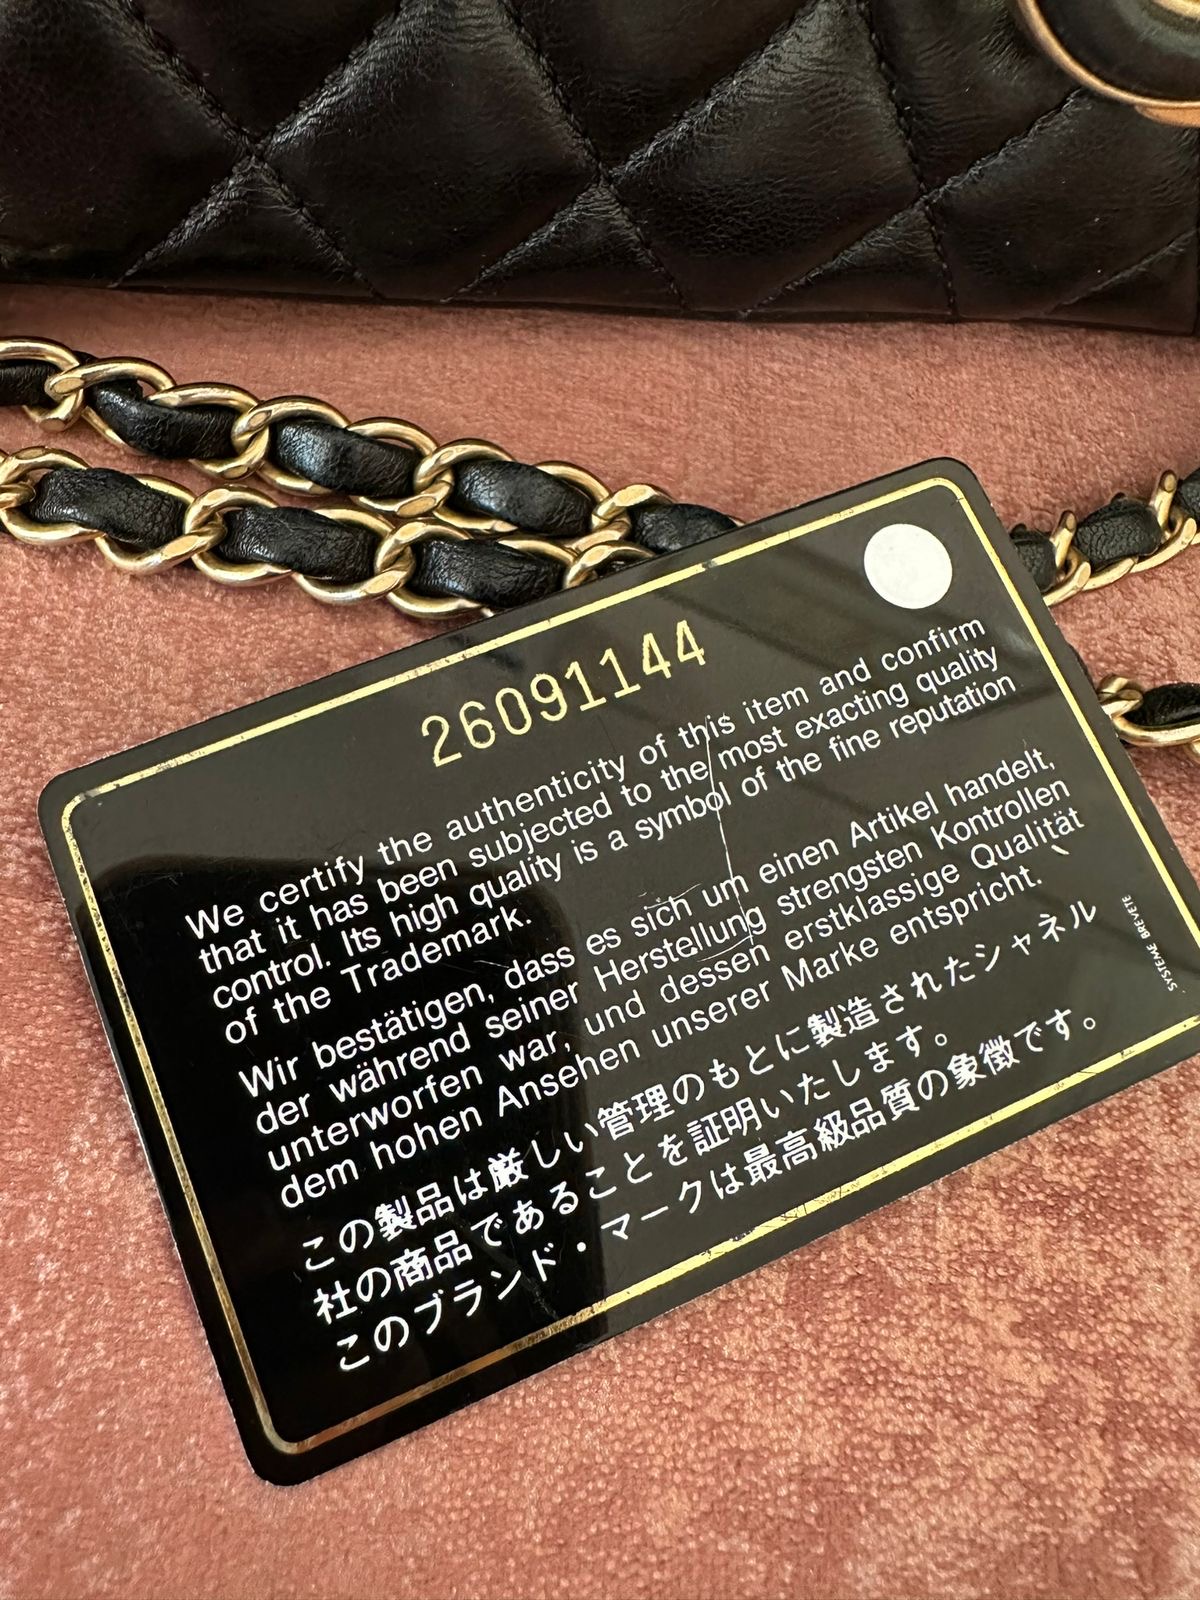 26091144
We certify the authenticity of this item and confirm
that it has been subjected to the most exacting quality
control. Its high quality is a symbol of the fine reputation
of the Trademark.
Wir bestätigen, dass es sich um einen Artikel handelt,
der während seiner Herstellung strengsten Kontrollen
unterworfen war, und dessen erstklassige Qualität
dem hohen Ansehen unserer Marke entspricht.
この製品は厳しい管理のもとに製造されたシャネル
社の商品であることを証明いたします。
このブランド・マークは最高級品質の象徴です。
SYSTEME BREVETE